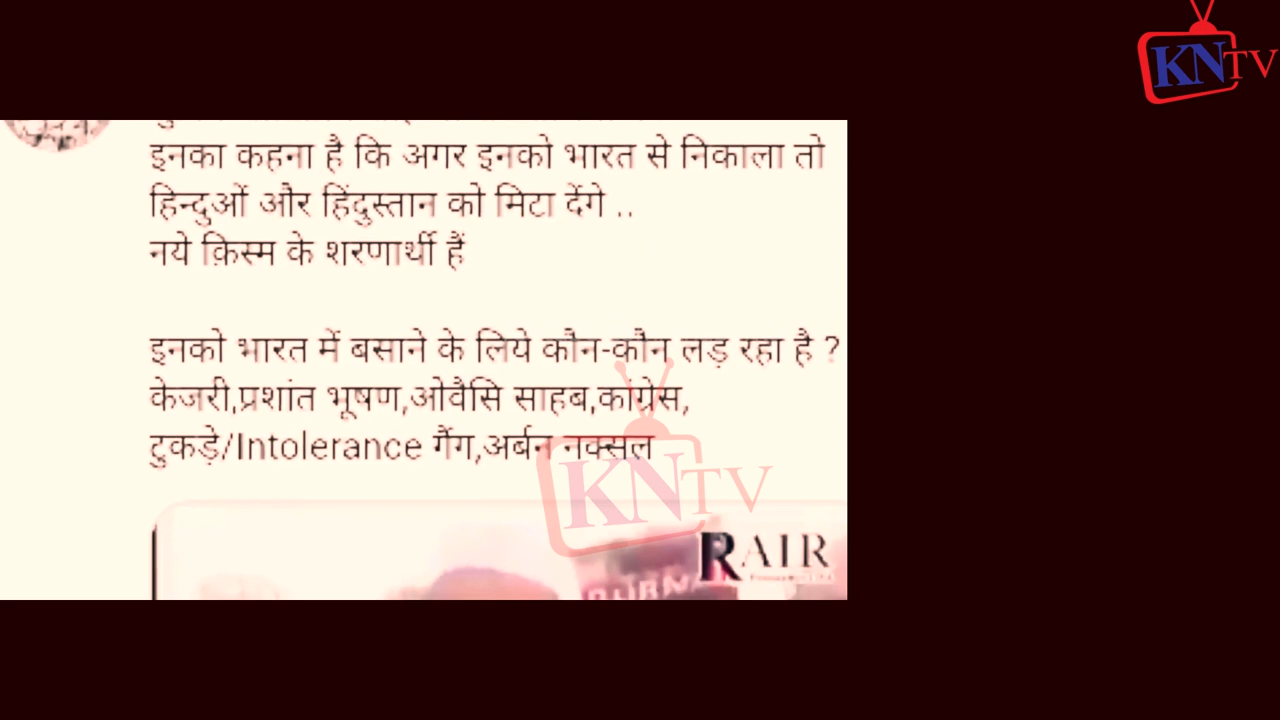 KNTV
इनका कहना है कि अगर इनको भारत से निकाला तो
हिन्दुओं और हिंदुस्तान को मिटा देंगे ..
नये क़िस्म के शरणार्थी हैं
इनको भारत में बसाने के लिये कौन-कौन लड़ रहा है ?
केजरी,प्रशांत भूषण,ओवैसि साहब,कांग्रेस,
टुकड़े/Intolerance गैंग,अर्बन नक्सल
KNTV
RAIR